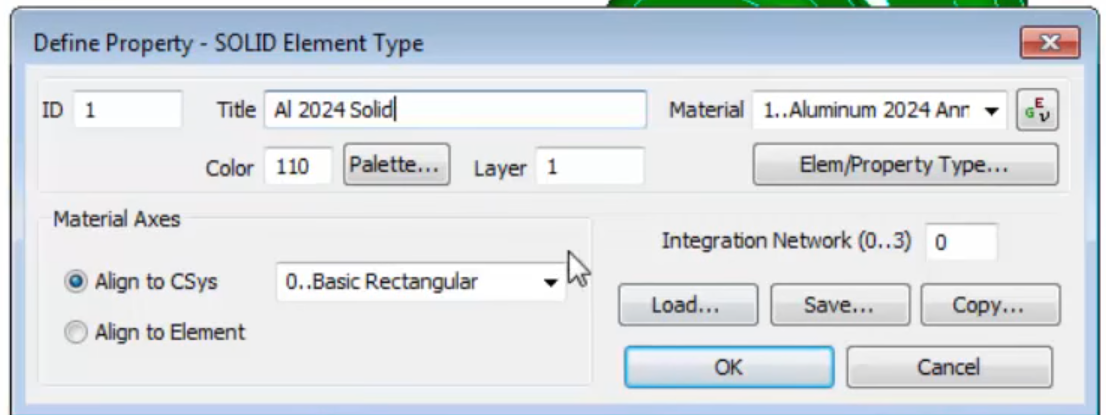 Define Property - SOLID Element Type
ID 1 Title Al 2024 Solid Material 1..Aluminum 2024 Anr G E ν
Color 110 Palette... Layer 1 Elem/Property Type...
Material Axes
Integration Network (0..3) 0
Align to CSys 0..Basic Rectangular
Load... Save... Copy...
Align to Element
OK Cancel